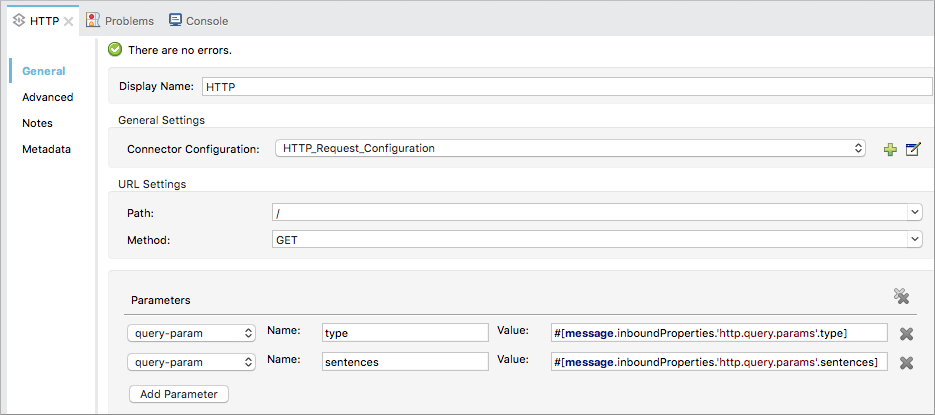 HTTP Problems Console
There are no errors.
General
Display Name: HTTP
Advanced
General Settings
Notes
Connector Configuration: HTTP_Request_Configuration
Metadata
URL Settings
Path: /
Method: GET
Parameters
query-param Name: type Value: #[message.inboundProperties.'http.query.params'.type]
query-param Name: sentences Value: #[message.inboundProperties.'http.query.params'.sentences]
Add Parameter